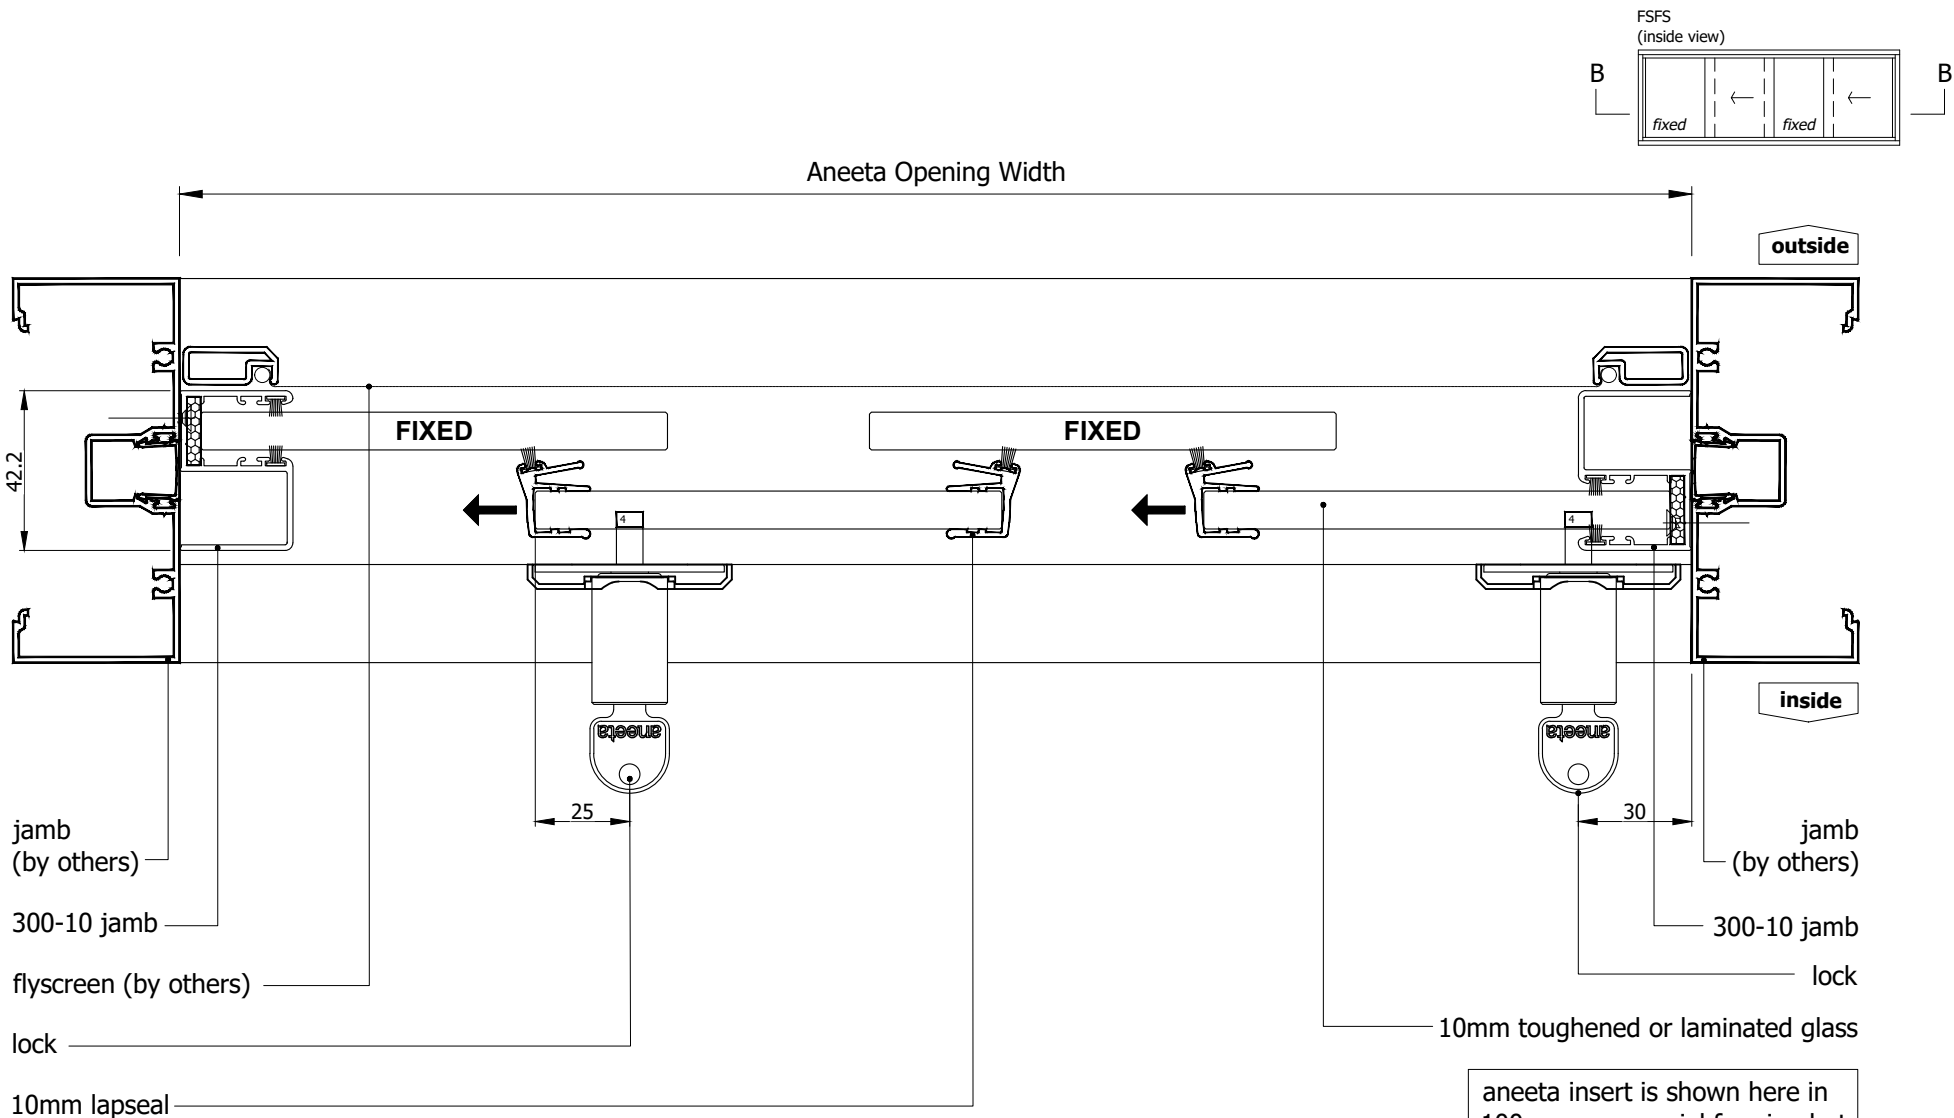 FSFS
(inside view)
B
B
fixed
fixed
Aneeta Opening Width
outside
FIXED
FIXED
42.2
4
4
inside
aneeta
aneeta
25
30
jamb
(by others)
jamb
(by others)
300-10 jamb
300-10 jamb
flyscreen (by others)
lock
lock
10mm toughened or laminated glass
10mm lapseal
aneeta insert is shown here in